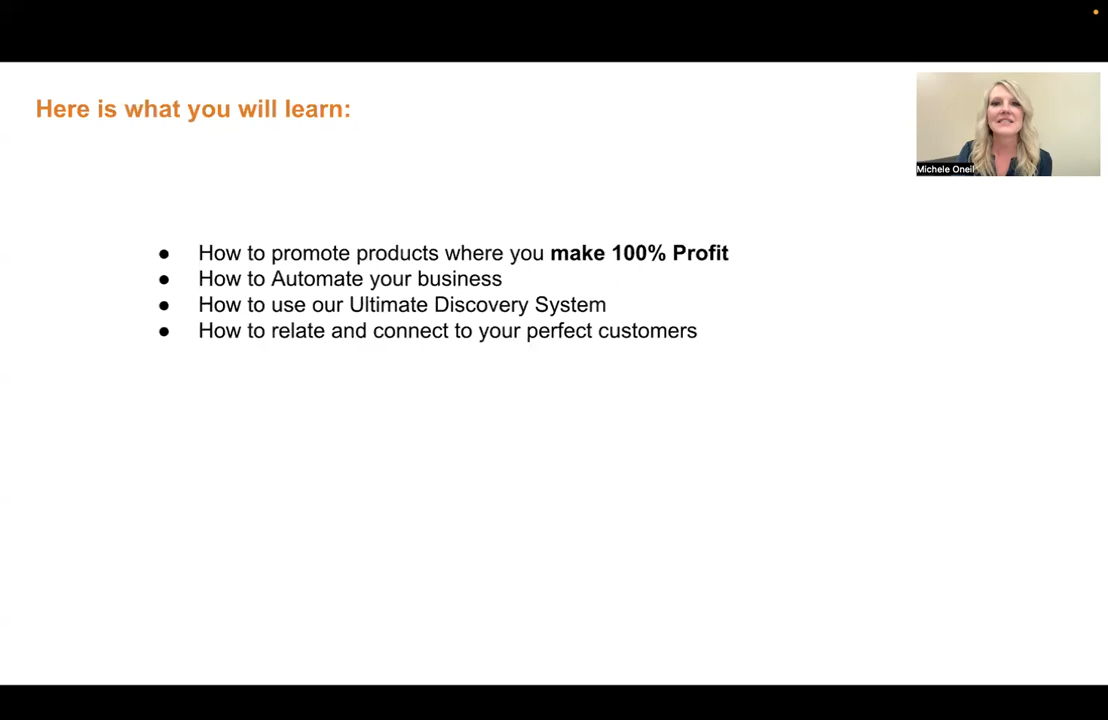 Here is what you will learn:
Michele Oneil
● How to promote products where you make 100% Profit
● How to Automate your business
● How to use our Ultimate Discovery System
● How to relate and connect to your perfect customers